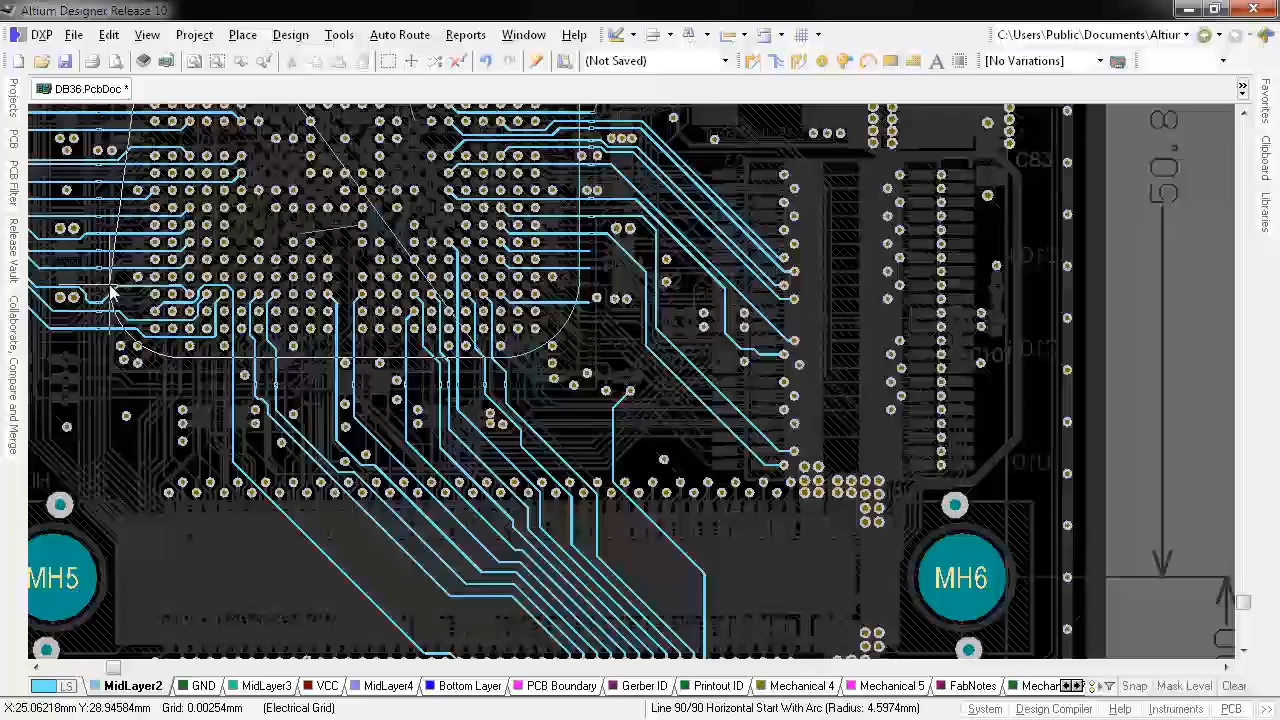 Altium Designer Release 10
DXP File Edit View Project Place Design Tools Auto Route Reports Window Help C:\Users\Public\Documents\Altiur
(Not Saved) [No Variations]
DB36.PcbDoc *
Projects
PCB
PCB Filter
Release Vault
Collaborate, Compare and Merge
Favorites
Clipboard
Libraries
C83
50.8
MH5
MH6
LS MidLayer2 GND MidLayer3 VCC MidLayer4 Bottom Layer PCB Boundary Gerber ID Printout ID Mechanical 4 Mechanical 5 FabNotes Mechar Snap Mask Level Clear
X:25.06218mm Y:28.94584mm Grid: 0.00254mm (Electrical Grid) Line 90/90 Horizontal Start With Arc (Radius: 4.5974mm) System Design Compiler Help Instruments PCB >>